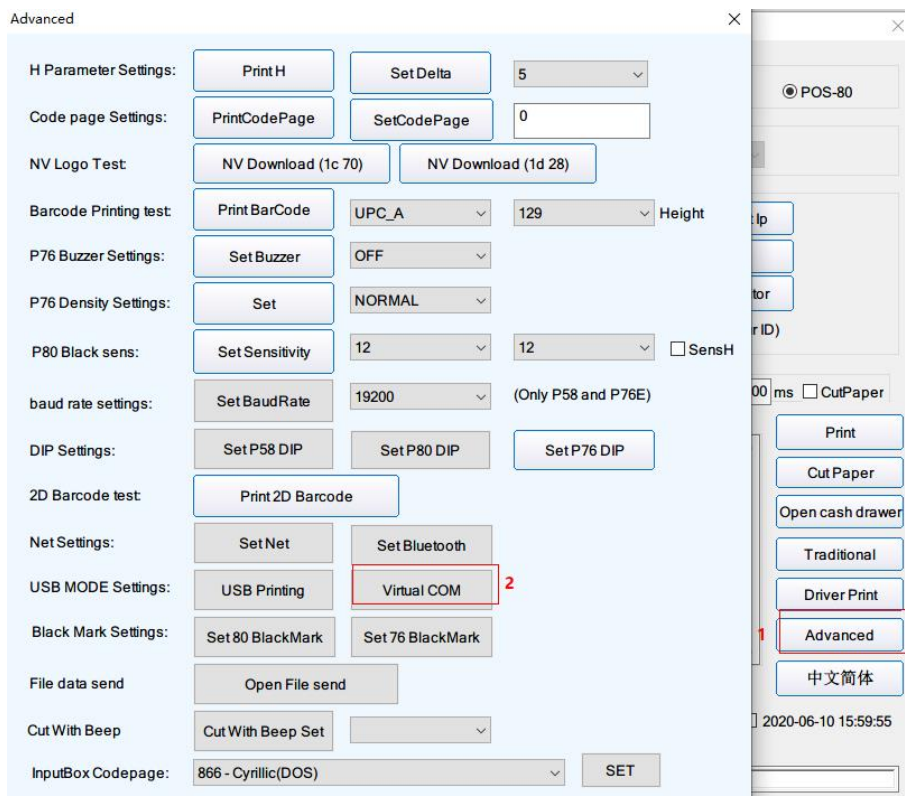 Advanced
H Parameter Settings: Print H Set Delta 5
POS-80
Code page Settings: PrintCodePage SetCodePage 0
NV Logo Test: NV Download (1c 70) NV Download (1d 28)
Barcode Printing test: Print BarCode UPC_A 129 Height
t Ip
P76 Buzzer Settings: Set Buzzer OFF
P76 Density Settings: Set NORMAL
tor
r ID)
P80 Black sens: Set Sensitivity 12 12 SensH
baud rate settings: Set BaudRate 19200 (Only P58 and P76E)
00 ms CutPaper
Print
DIP Settings: Set P58 DIP Set P80 DIP Set P76 DIP
Cut Paper
2D Barcode test: Print 2D Barcode
Open cash drawer
Net Settings: Set Net Set Bluetooth
Traditional
USB MODE Settings: USB Printing Virtual COM 2
Driver Print
Black Mark Settings: Set 80 BlackMark Set 76 BlackMark
1 Advanced
File data send Open File send
中文简体
Cut With Beep Cut With Beep Set
2020-06-10 15:59:55
InputBox Codepage: 866 - Cyrillic(DOS) SET